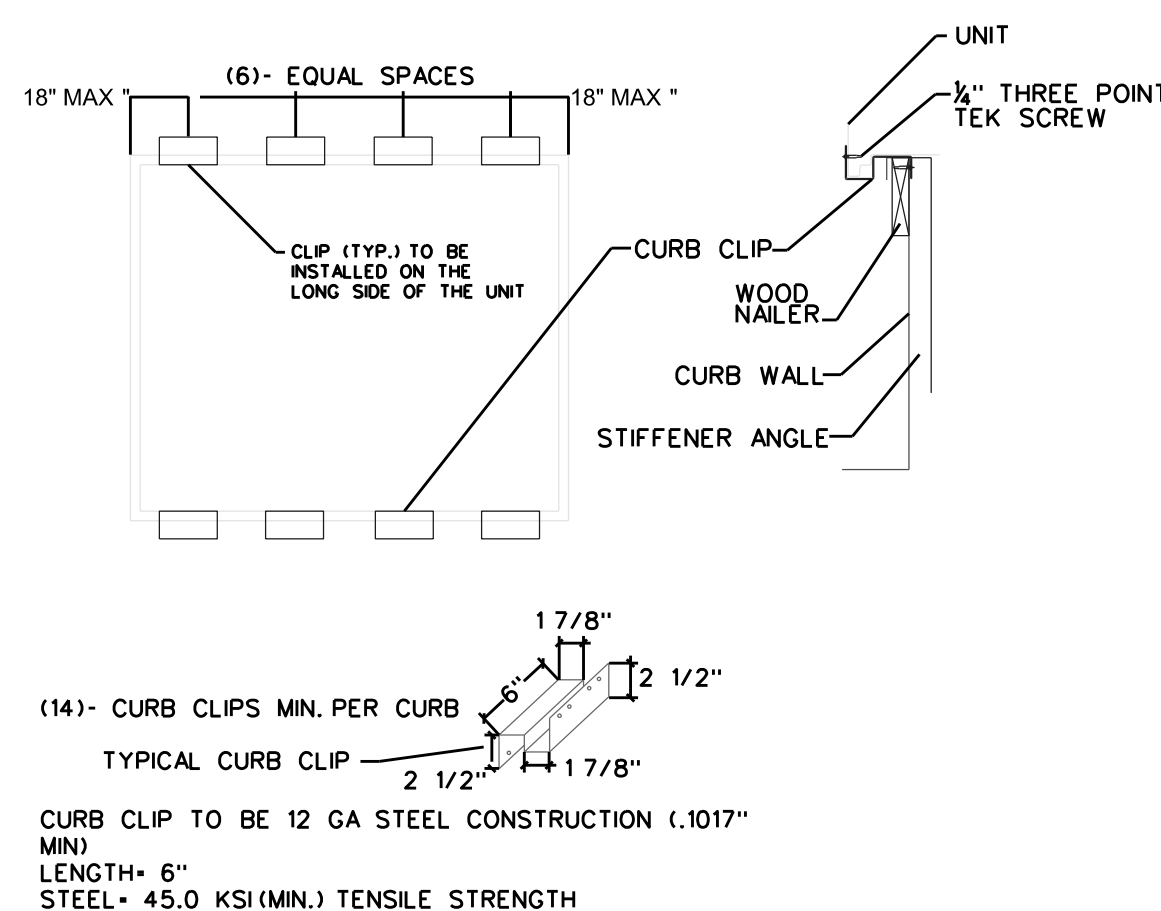 UNIT
(6)- EQUAL SPACES
18" MAX "
18" MAX "
¼" THREE POINT
TEK SCREW
CLIP (TYP.) TO BE
INSTALLED ON THE
LONG SIDE OF THE UNIT
CURB CLIP
WOOD
NAILER
CURB WALL
STIFFENER ANGLE
1 7/8"
6"
2 1/2"
(14)- CURB CLIPS MIN. PER CURB
TYPICAL CURB CLIP
2 1/2"
1 7/8"
CURB CLIP TO BE 12 GA STEEL CONSTRUCTION (.1017"
MIN)
LENGTH= 6"
STEEL= 45.0 KSI (MIN.) TENSILE STRENGTH